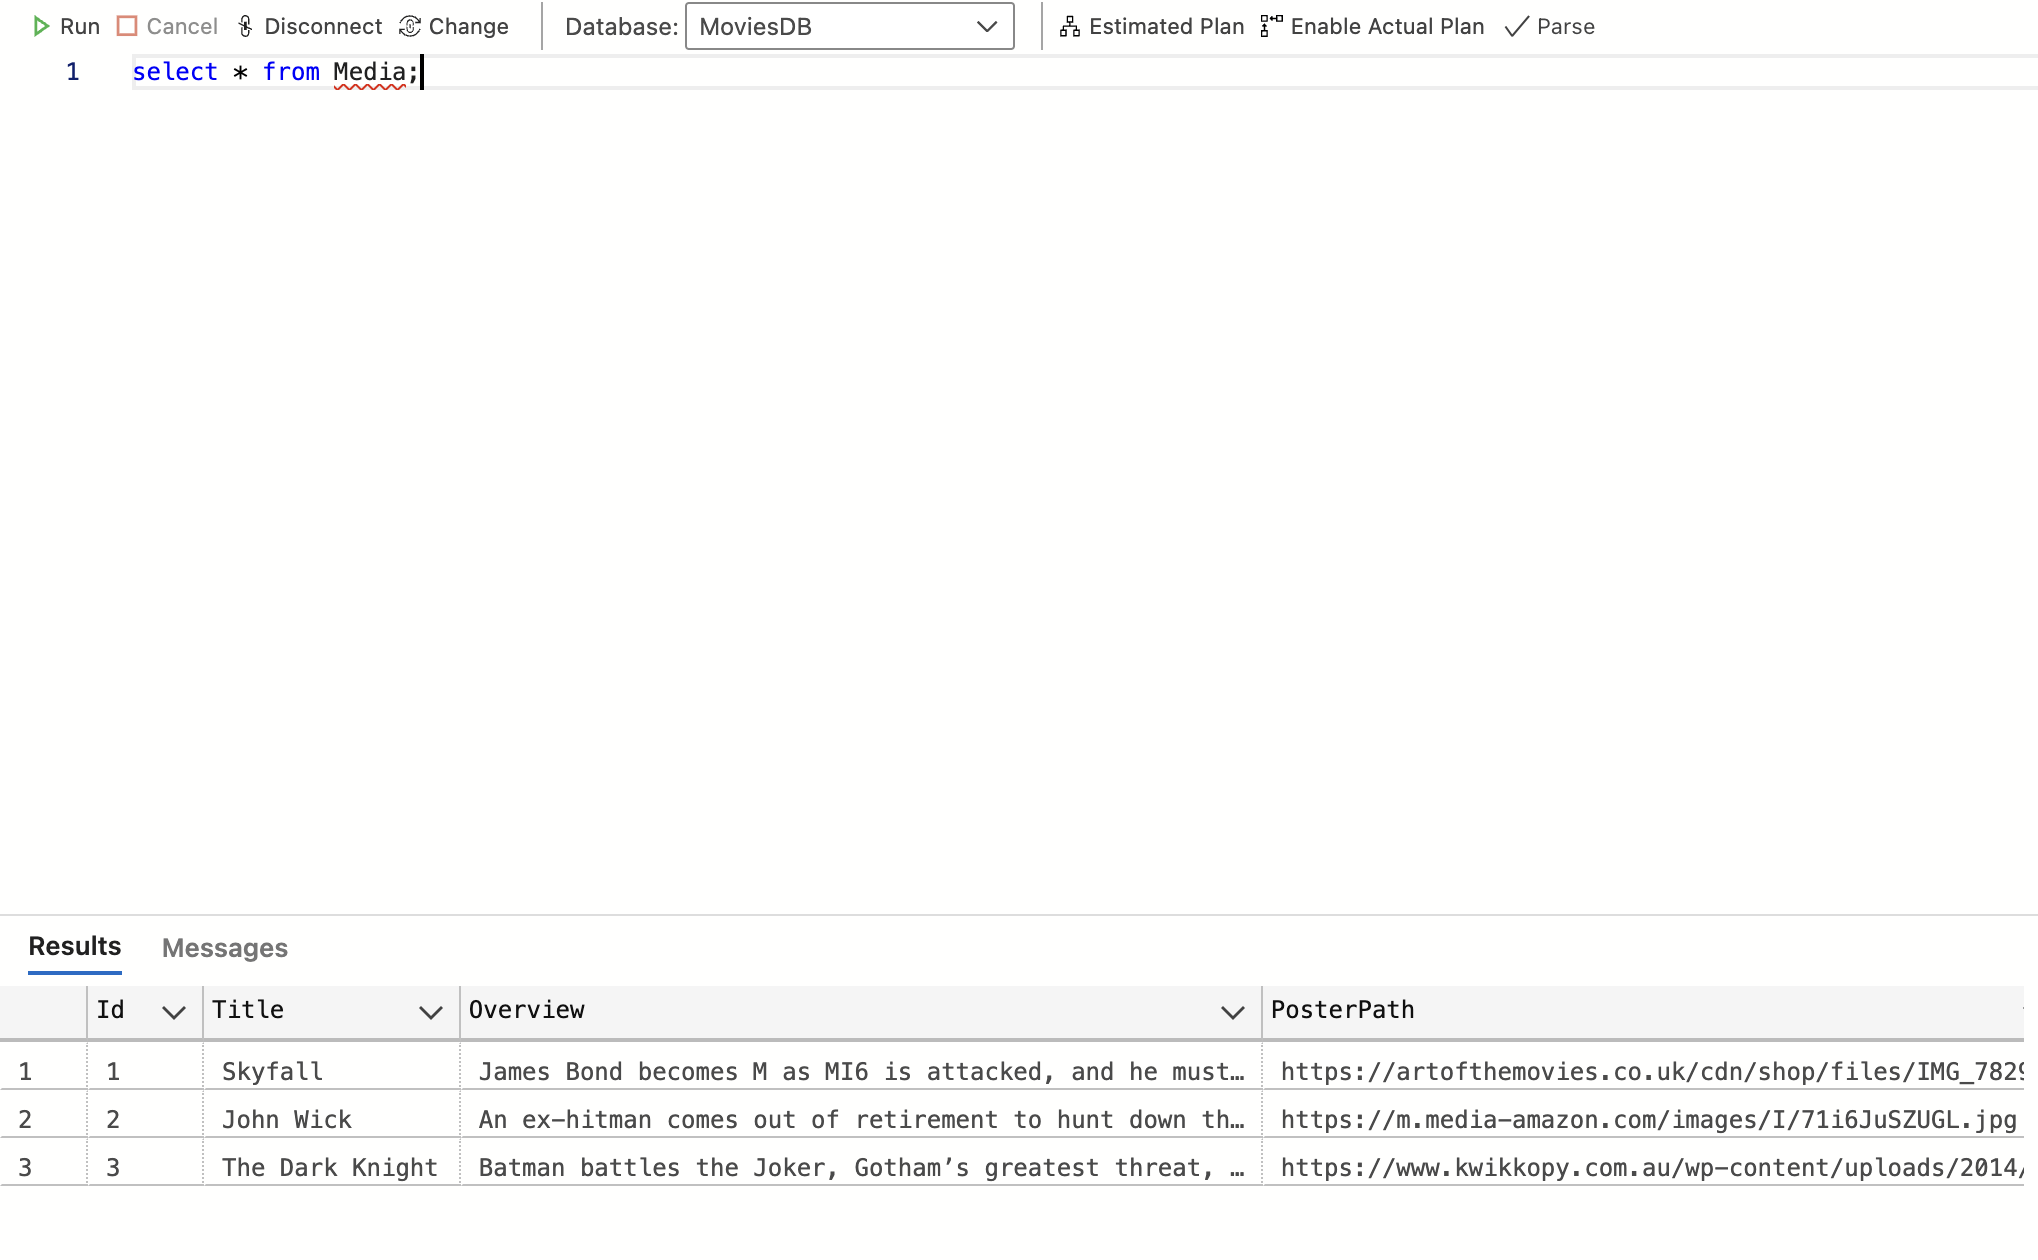 Run Cancel Disconnect Change Database: MoviesDB Estimated Plan Enable Actual Plan Parse
1 select * from Media;
Results Messages
Id Title Overview PosterPath
1 1 Skyfall James Bond becomes M as MI6 is attacked, and he must… https://artofthemovies.co.uk/cdn/shop/files/IMG_7829
2 2 John Wick An ex-hitman comes out of retirement to hunt down th… https://m.media-amazon.com/images/I/71i6JuSZUGL.jpg
3 3 The Dark Knight Batman battles the Joker, Gotham’s greatest threat, … https://www.kwikkopy.com.au/wp-content/uploads/2014/